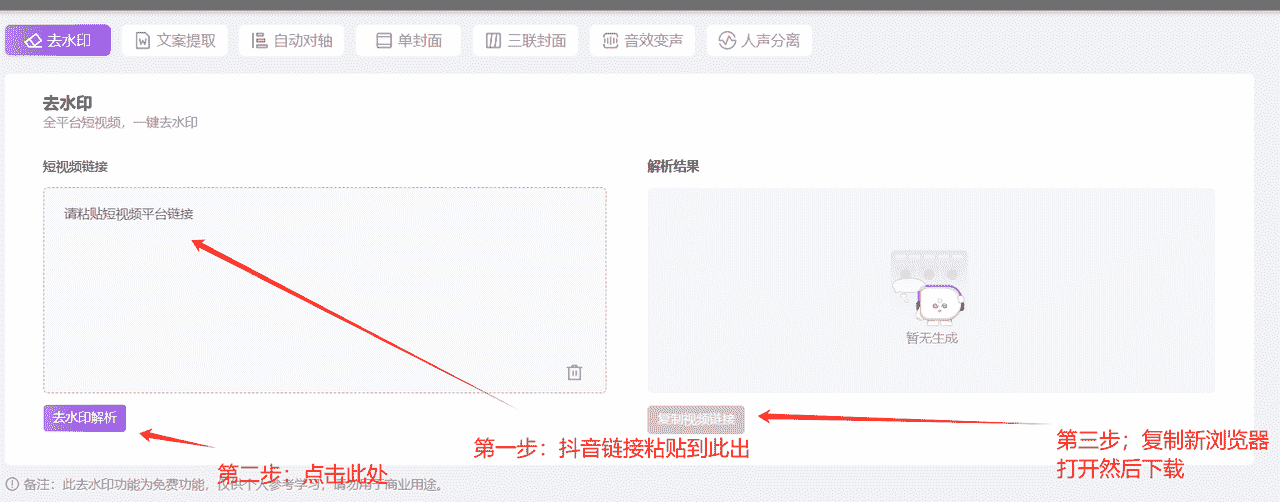 去水印
文案提取
自动对轴
单封面
三联封面
音效变声
人声分离
去水印
全平台短视频，一键去水印
短视频链接
解析结果
请粘贴短视频平台链接
暂无生成
去水印解析
复制视频链接
第一步：抖音链接粘贴到此出
第三步；复制新浏览器
打开然后下载
第二步：点击此处
备注：此去水印功能为免费功能，仅供个人参考学习，请勿用于商业用途。